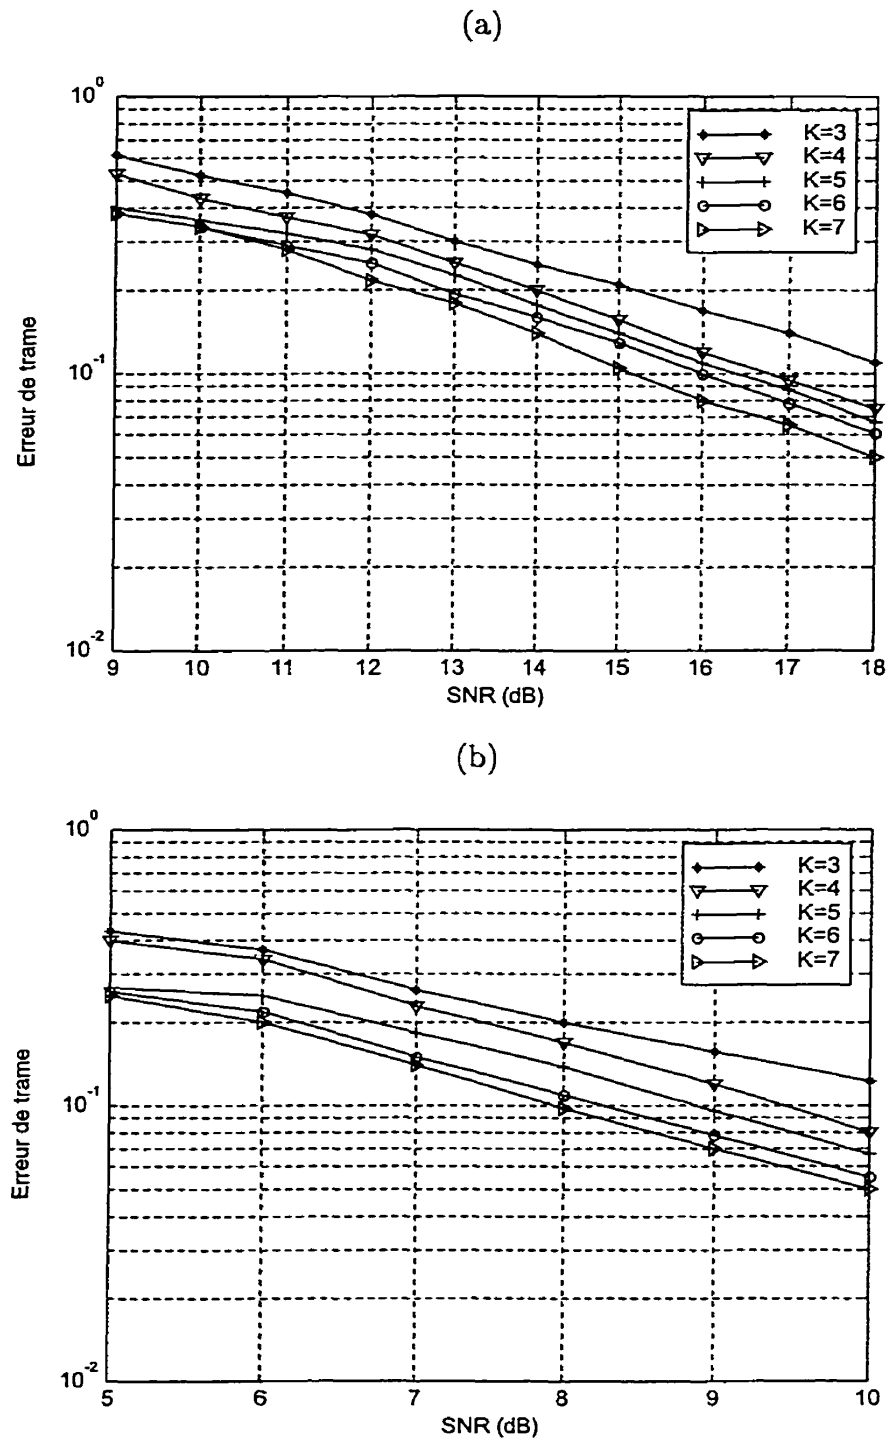 (a)
10^0
K=3
K=4
K=5
K=6
K=7
10^-1
Erreur de trame
10^-2
9 10 11 12 13 14 15 16 17 18
SNR (dB)
(b)
10^0
K=3
K=4
K=5
K=6
K=7
10^-1
Erreur de trame
10^-2
5 6 7 8 9 10
SNR (dB)